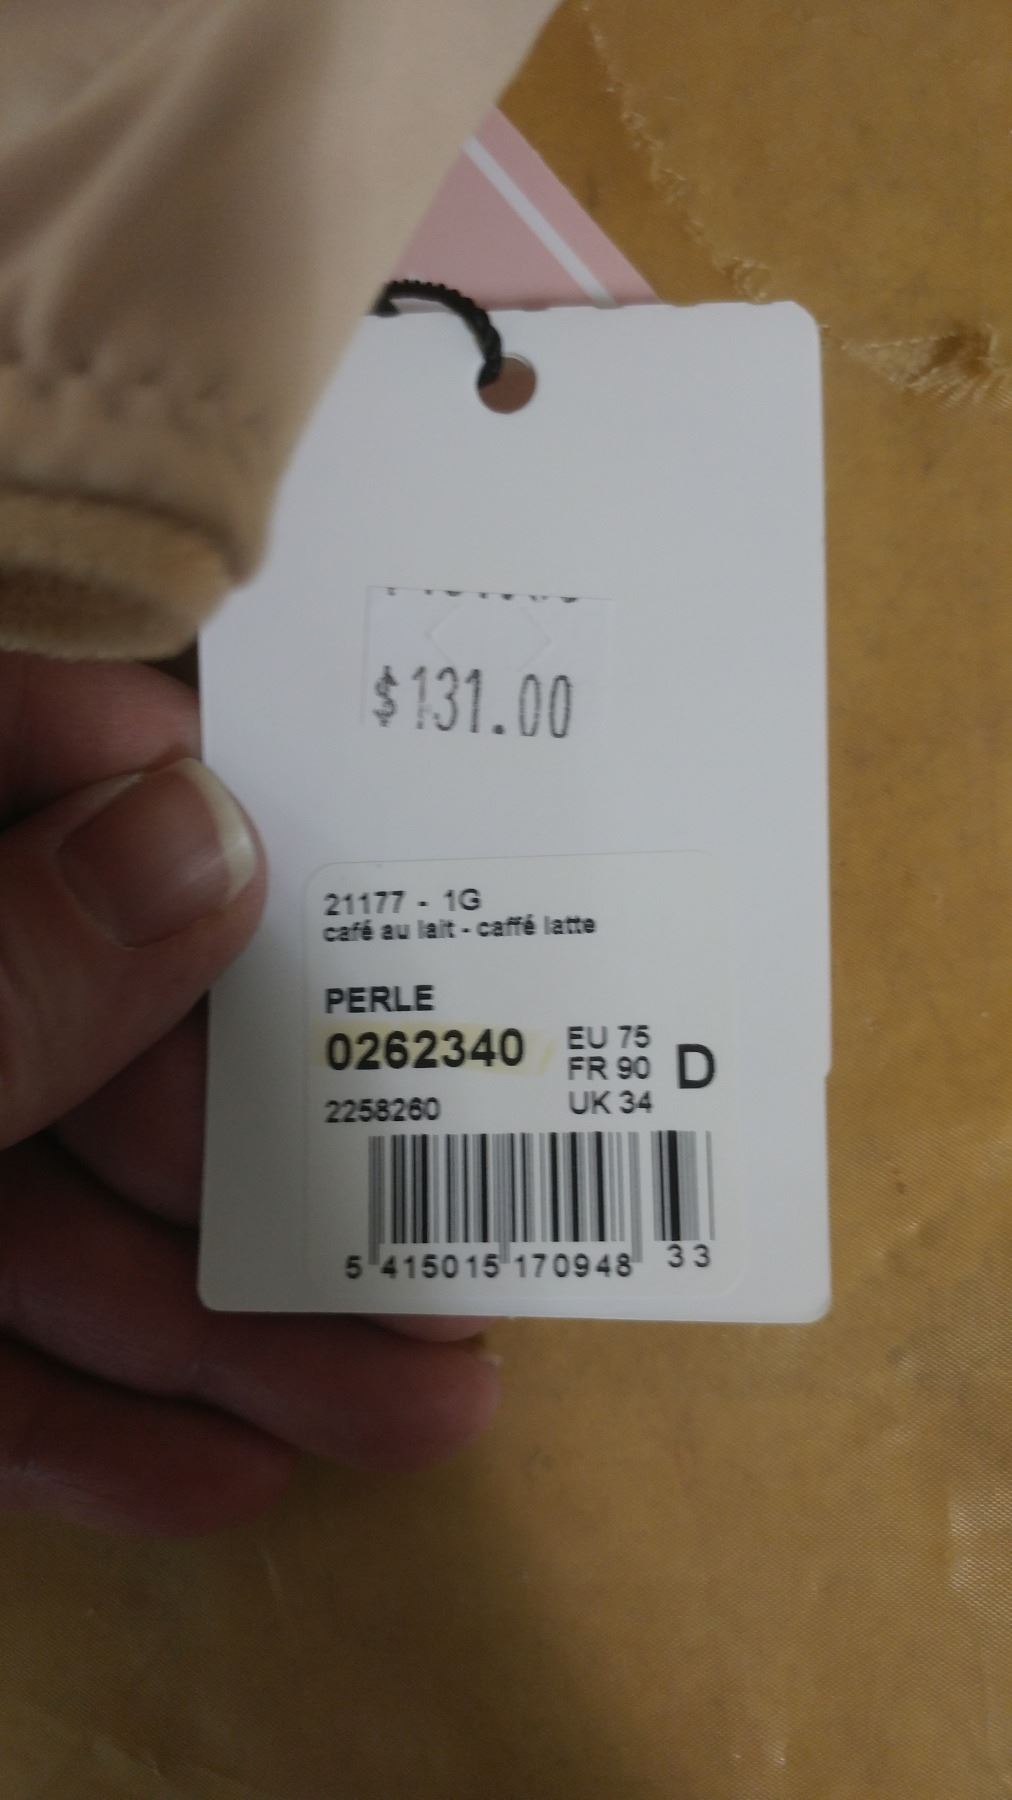 $131.00
21177 - 1G
café au lait - caffé latte
PERLE
0262340
EU 75
FR 90
D
2258260
UK 34
5 415015 170948 33